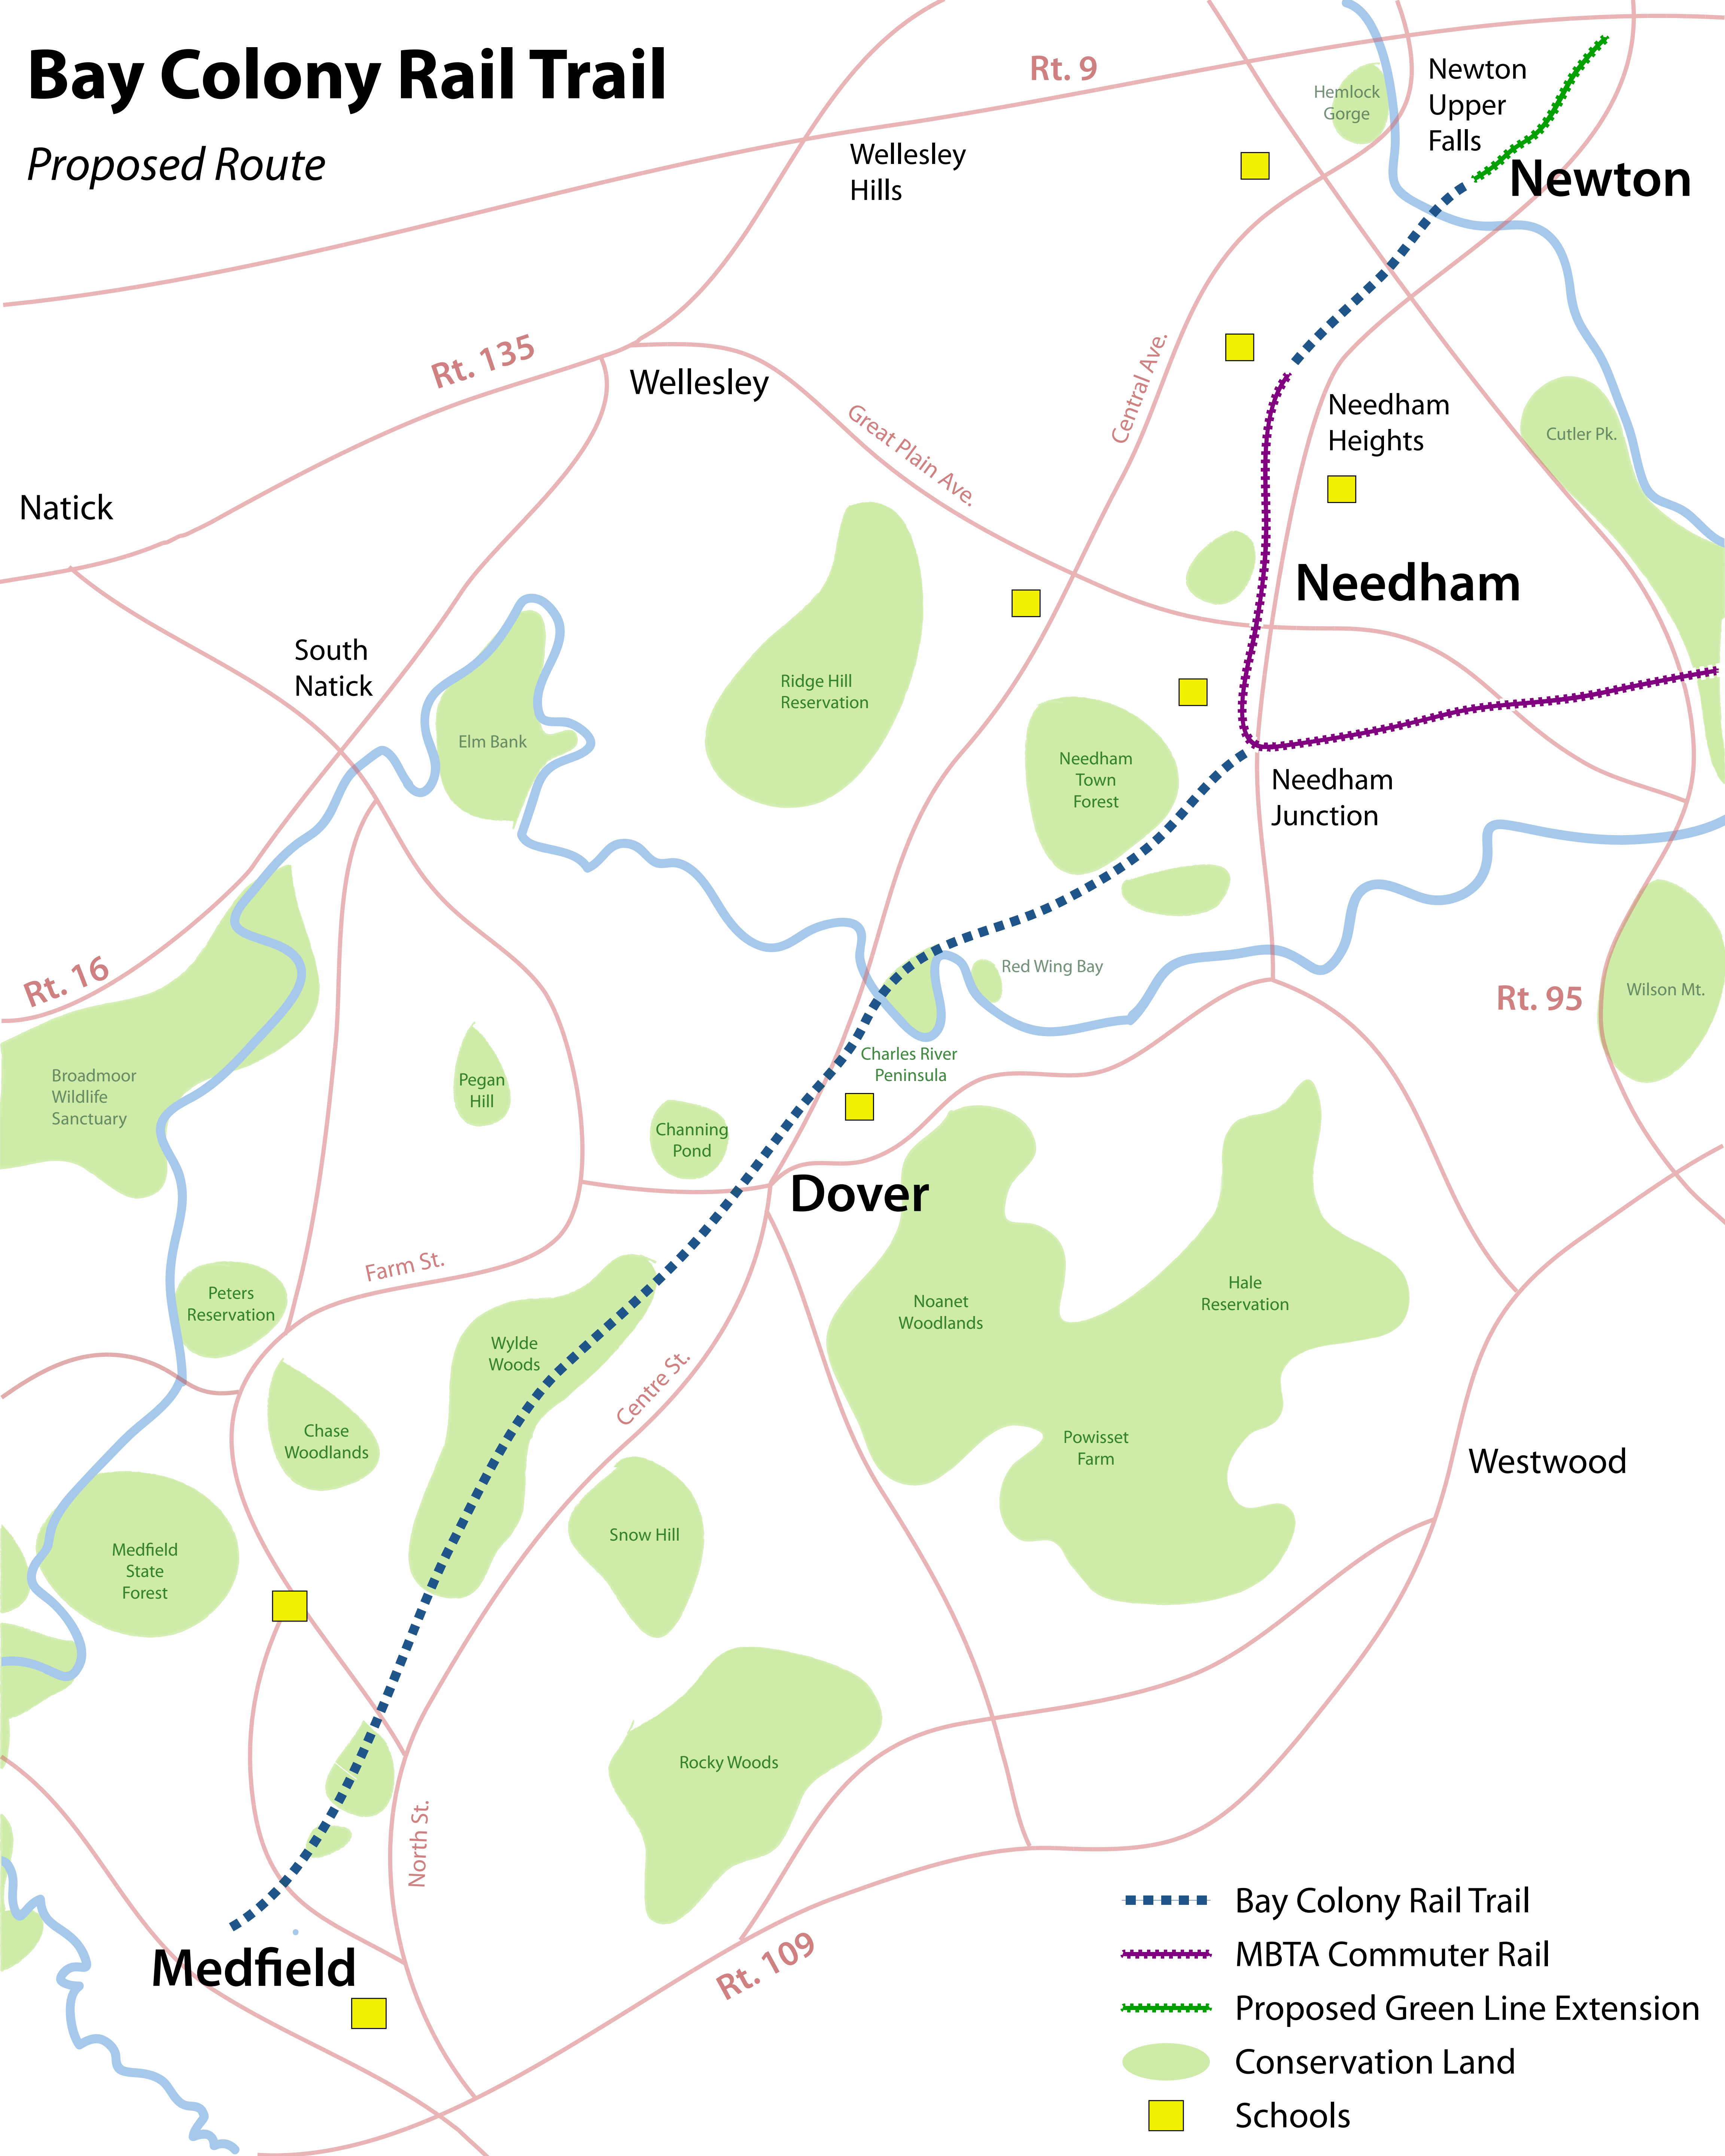 Bay Colony Rail Trail
Proposed Route
Rt. 9
Hemlock
Gorge
Newton
Upper
Falls
Newton
Wellesley
Hills
Rt. 135
Wellesley
Great Plain Ave.
Central Ave.
Needham
Heights
Cutler Pk.
Natick
Needham
South
Natick
Ridge Hill
Reservation
Elm Bank
Needham
Town
Forest
Needham
Junction
Rt. 16
Red Wing Bay
Rt. 95
Wilson Mt.
Charles River
Peninsula
Broadmoor
Wildlife
Sanctuary
Pegan
Hill
Channing
Pond
Dover
Farm St.
Peters
Reservation
Noanet
Woodlands
Hale
Reservation
Wylde
Woods
Centre St.
Chase
Woodlands
Powisset
Farm
Westwood
Snow Hill
Medfield
State
Forest
Rocky Woods
North St.
Medfield
Rt. 109
Bay Colony Rail Trail
MBTA Commuter Rail
Proposed Green Line Extension
Conservation Land
Schools